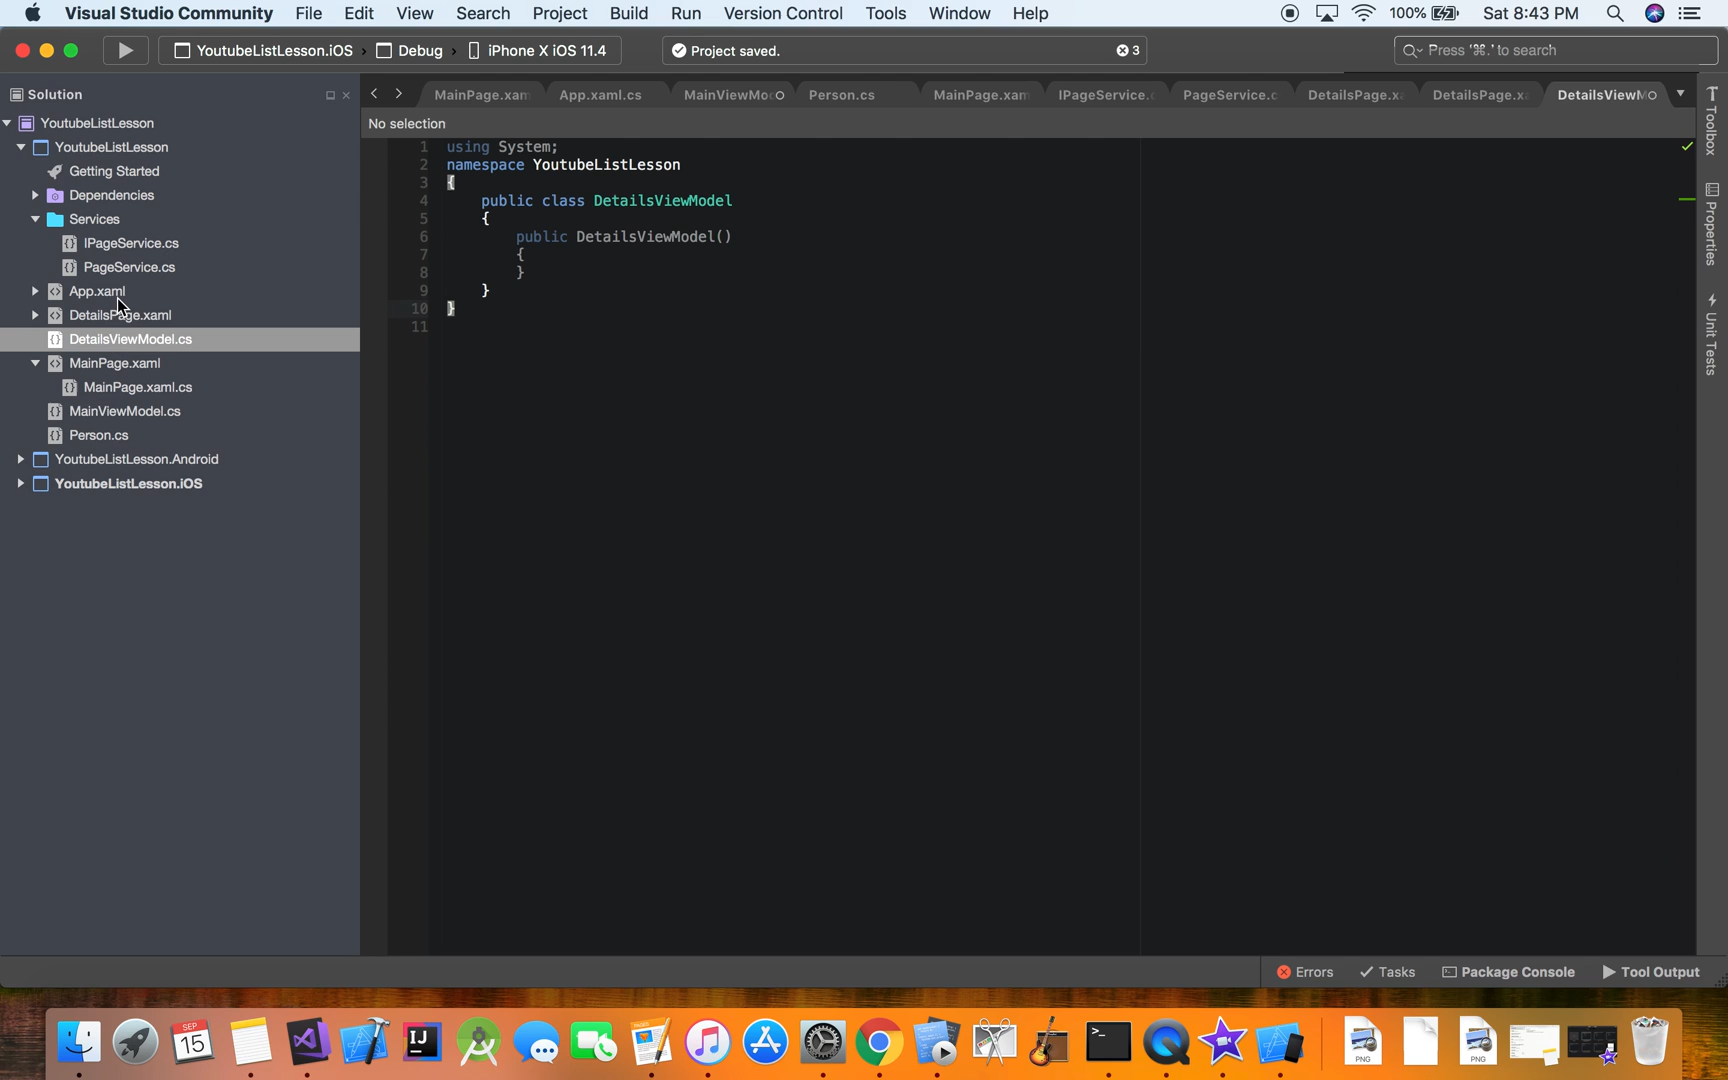 Visual Studio Community File Edit View Search Project Build Run Version Control Tools Window Help 100% Sat 8:43 PM
YoutubeListLesson.iOS › Debug › iPhone X iOS 11.4 Project saved. 3 Press '⌘.' to search
Solution
MainPage.xam App.xaml.cs MainViewMo Person.cs MainPage.xam IPageService. PageService.c DetailsPage.x DetailsPage.x DetailsViewM
No selection
YoutubeListLesson
YoutubeListLesson
Getting Started
Dependencies
Services
IPageService.cs
PageService.cs
App.xaml
DetailsPage.xaml
DetailsViewModel.cs
MainPage.xaml
MainPage.xaml.cs
MainViewModel.cs
Person.cs
YoutubeListLesson.Android
YoutubeListLesson.iOS
1 using System;
2 namespace YoutubeListLesson
3 {
4 public class DetailsViewModel
5 {
6 public DetailsViewModel()
7 {
8 }
9 }
10 }
11
Toolbox
Properties
Unit Tests
Errors Tasks Package Console Tool Output
SEP
15
IJ
PAGES
>_
PNG
PNG